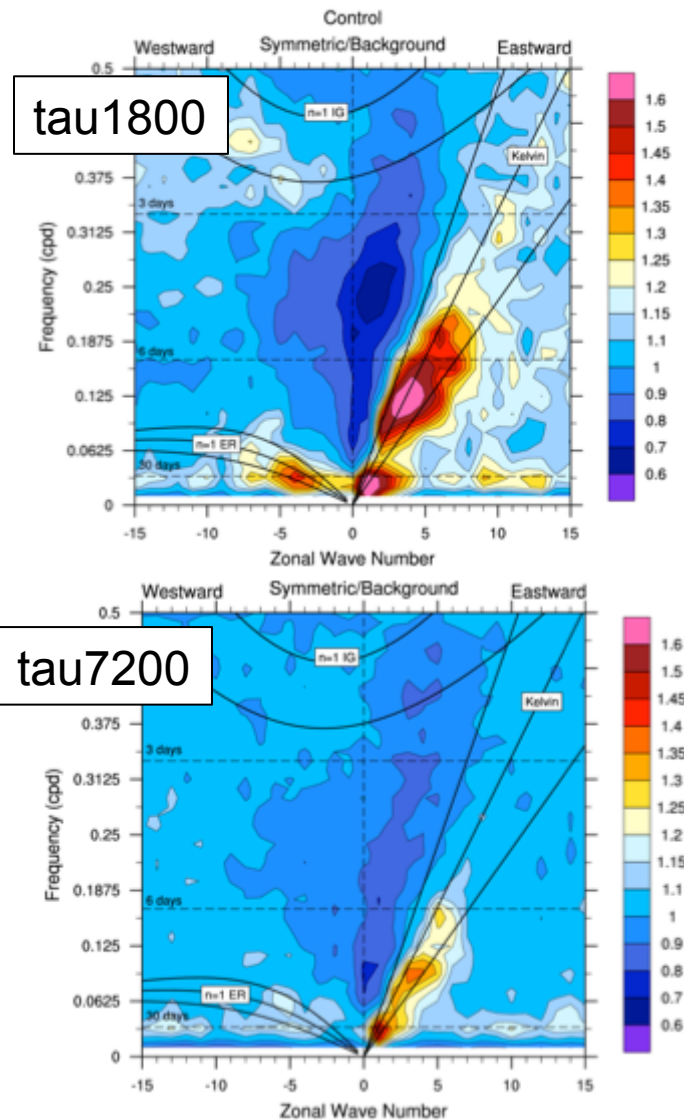 Control
Westward Symmetric/Background Eastward
tau1800
0.5
0.375
0.3125
0.25
0.1875
0.125
0.0625
0
Frequency (cpd)
n=1 IG
Kelvin
3 days
6 days
n=1 ER
30 days
-15 -10 -5 0 5 10 15
Zonal Wave Number
1.6
1.5
1.45
1.4
1.35
1.3
1.25
1.2
1.15
1.1
1
0.9
0.8
0.7
0.6
Westward Symmetric/Background Eastward
tau7200
0.5
0.375
0.3125
0.25
0.1875
0.125
0.0625
0
Frequency (cpd)
n=1 IG
Kelvin
3 days
6 days
n=1 ER
30 days
-15 -10 -5 0 5 10 15
Zonal Wave Number
1.6
1.5
1.45
1.4
1.35
1.3
1.25
1.2
1.15
1.1
1
0.9
0.8
0.7
0.6